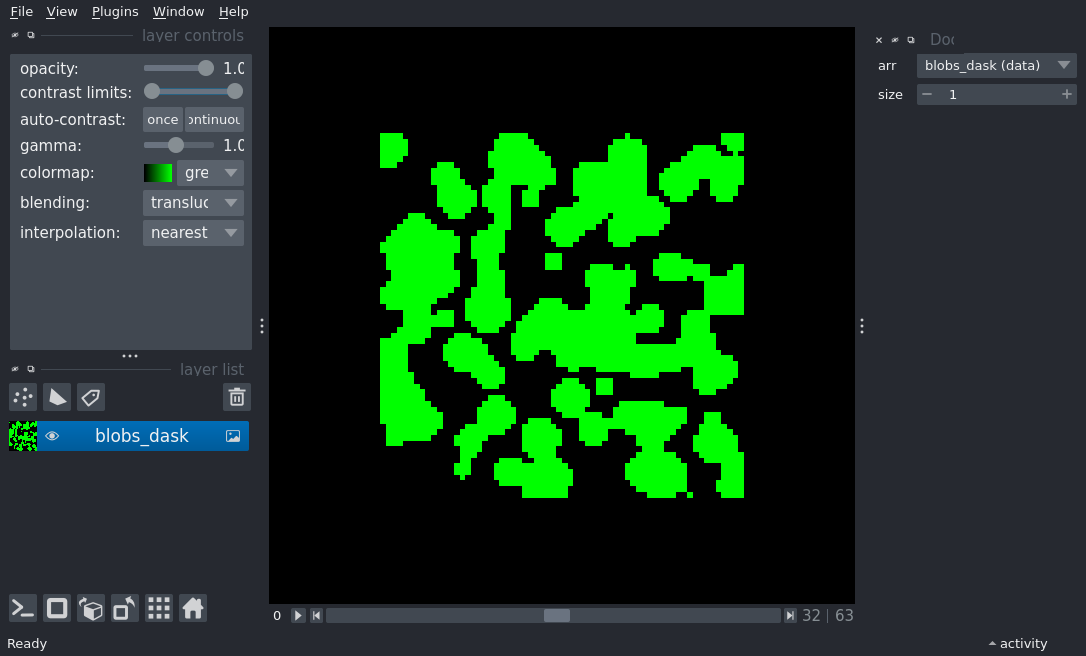 File View Plugins Window Help
layer controls
opacity: 1.0
contrast limits:
auto-contrast: once ontinuou
gamma: 1.0
colormap: gre
blending: transluc
interpolation: nearest
layer list
blobs_dask
0 32 | 63
Ready
activity
Doc
arr blobs_dask (data)
size 1